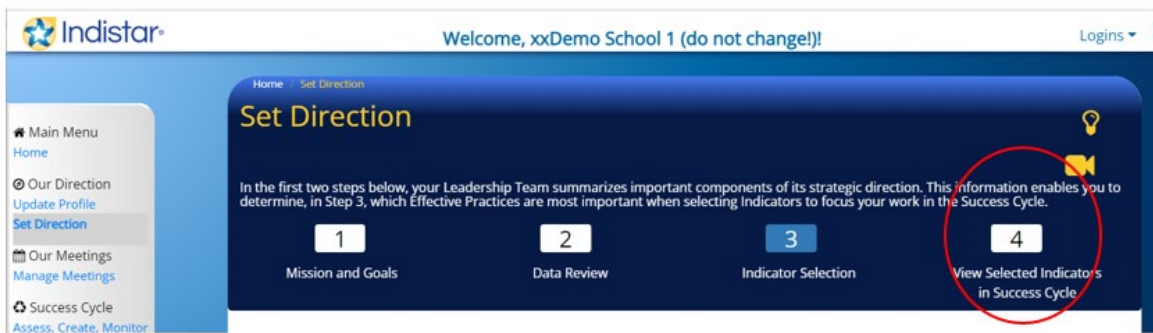 Indistar®
Welcome, xxDemo School 1 (do not change!)!
Logins
Home / Set Direction
Set Direction
Main Menu
Home
Our Direction
Update Profile
Set Direction
Our Meetings
Manage Meetings
Success Cycle
Assess, Create, Monitor
In the first two steps below, your Leadership Team summarizes important components of its strategic direction. This information enables you to
determine, in Step 3, which Effective Practices are most important when selecting Indicators to focus your work in the Success Cycle.
1
Mission and Goals
2
Data Review
3
Indicator Selection
4
View Selected Indicators
in Success Cycle